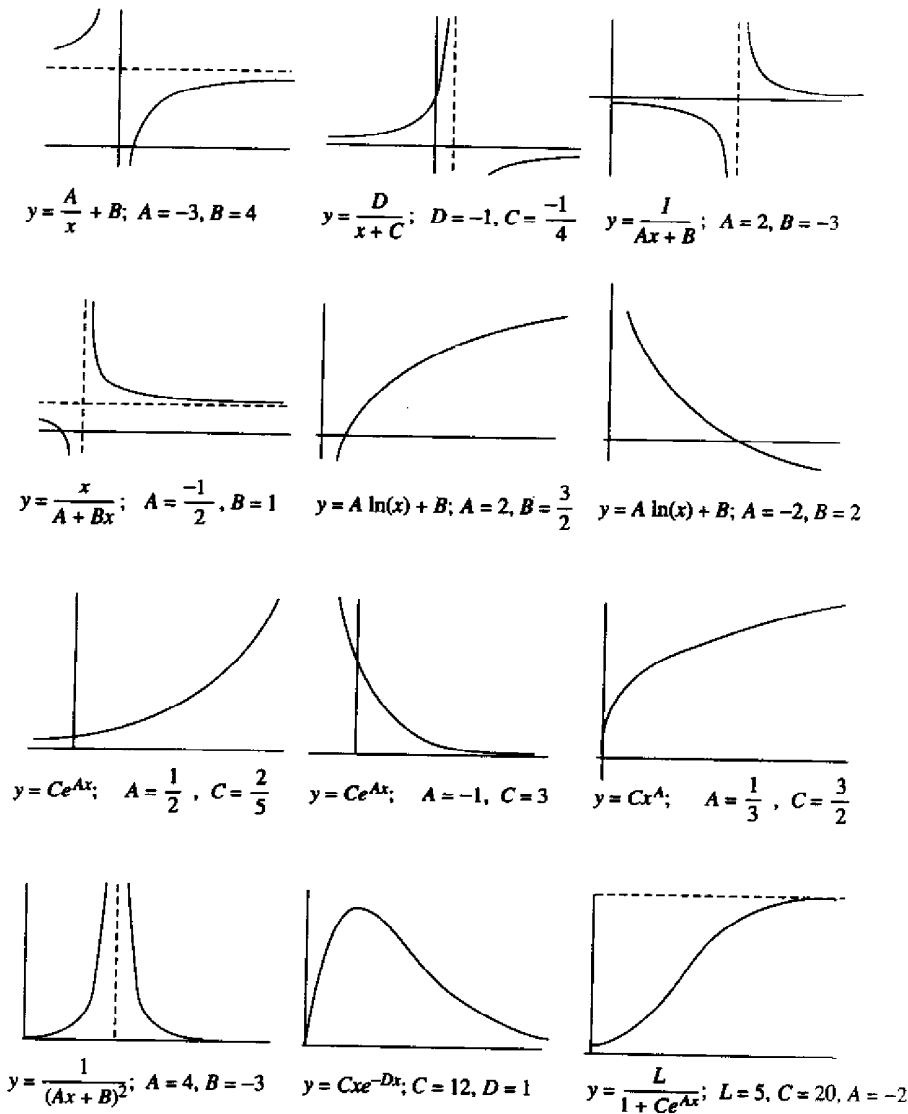 y = A/x + B; A = −3, B = 4
y = D/(x + C); D = −1, C = −1/4
y = 1/(Ax + B); A = 2, B = −3
y = x/(A + Bx); A = −1/2, B = 1
y = A ln(x) + B; A = 2, B = 3/2
y = A ln(x) + B; A = −2, B = 2
y = Ce^{Ax}; A = 1/2, C = 2/5
y = Ce^{Ax}; A = −1, C = 3
y = Cx^A; A = 1/3, C = 3/2
y = 1/(Ax + B)²; A = 4, B = −3
y = Cxe^{−Dx}; C = 12, D = 1
y = L/(1 + Ce^{Ax}); L = 5, C = 20, A = −2